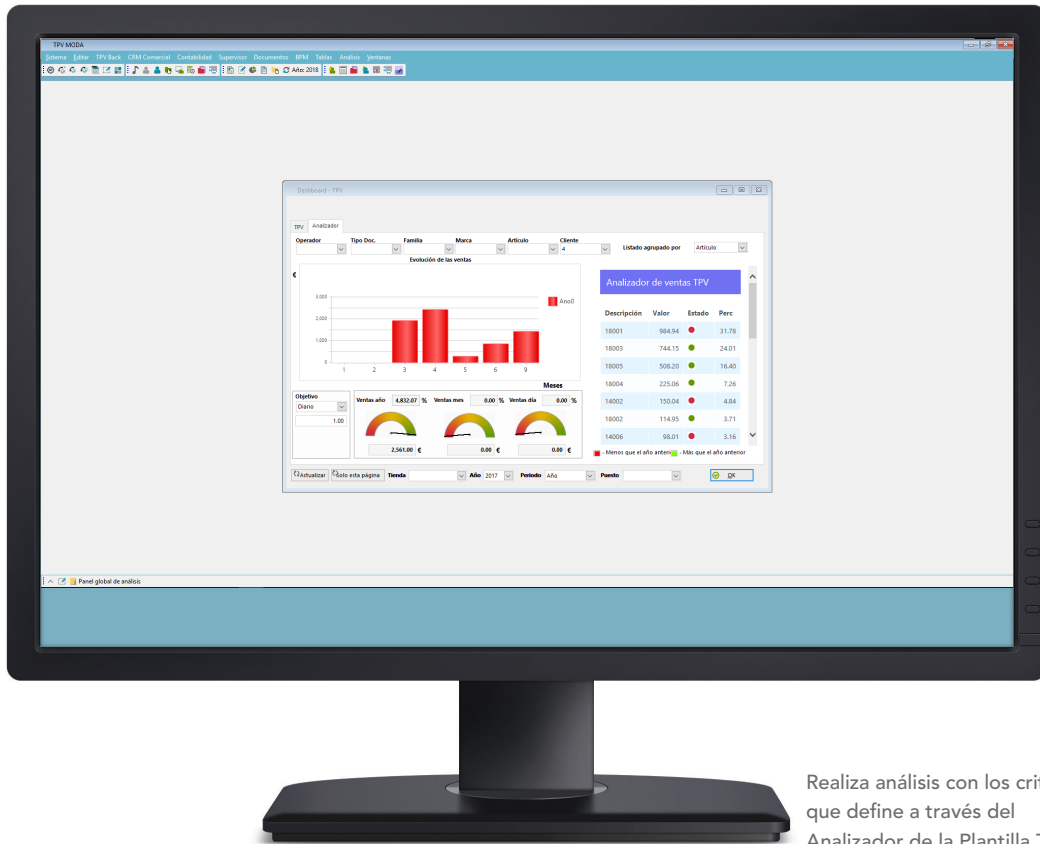 TPV MODA
Sistema Editar TPV Back CRM Comercial Contabilidad Supervisor Documentos BPM Tablas Análisis Ventanas
Año: 2018
Dashboard - TPV
TPV Analizador
Operador Tipo Doc. Familia Marca Artículo Cliente
4
Listado agrupado por Artículo
Evolución de las ventas
€
3,000
2,000
1,000
0
1 2 3 4 5 6 9
Meses
Ano0
Analizador de ventas TPV
Descripción Valor Estado Perc
18001 984.94 31.78
18003 744.15 24.01
18005 508.20 16.40
18004 225.06 7.26
14002 150.04 4.84
18002 114.95 3.71
14006 98.01 3.16
- Menos que el año anterior - Más que el año anterior
Objetivo
Diario
1.00
Ventas año 4,832.07 % Ventas mes 0.00 % Ventas día 0.00 %
2,561.00 € 0.00 € 0.00 €
Actualizar Solo esta página Tienda Año 2017 Periodo Año Puesto OK
Panel global de análisis
Realiza análisis con los crit
que define a través del
Analizador de la Plantilla T